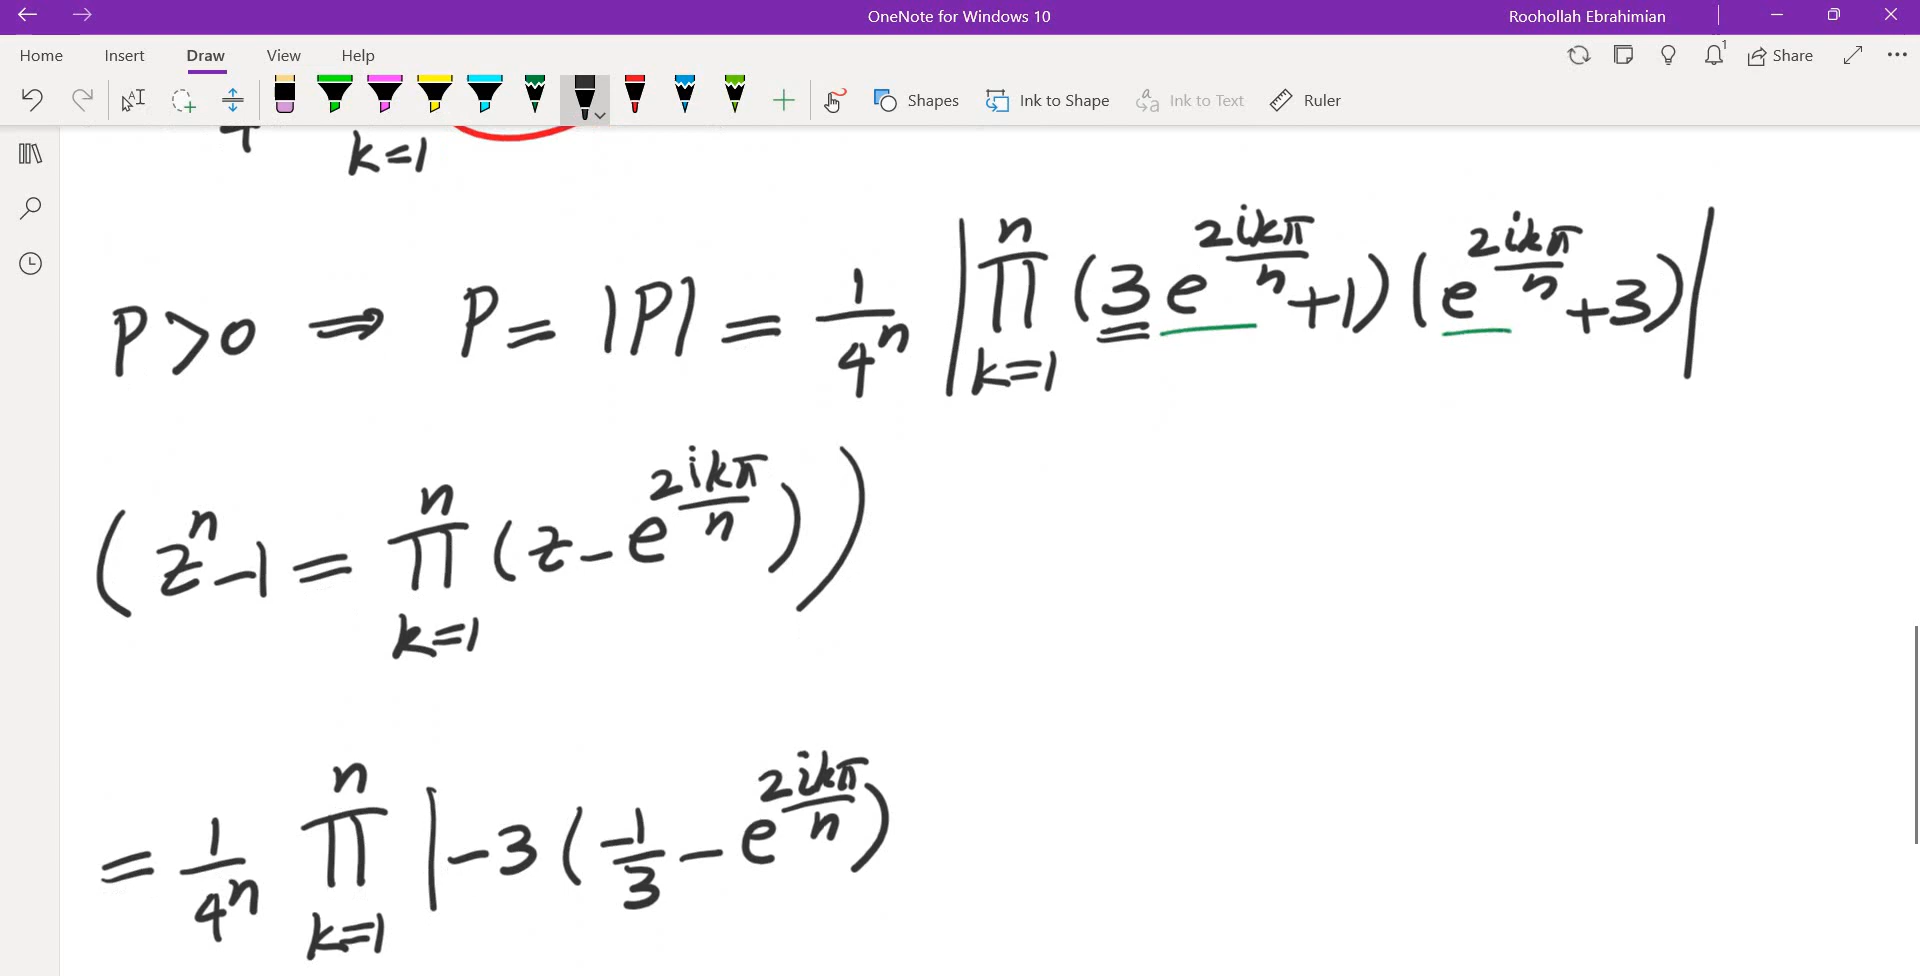 OneNote for Windows 10 Roohollah Ebrahimian
Home Insert Draw View Help 1 Share
Shapes Ink to Shape Ink to Text Ruler
4 k=1
P>0 ⇒ P = |P| = 1/4^n |∏_{k=1}^{n} (3e^{2ikπ/n}+1)(e^{2ikπ/n}+3)|
(z^n-1 = ∏_{k=1}^{n} (z-e^{2ikπ/n}))
= 1/4^n ∏_{k=1}^{n} |-3(-1/3 - e^{2ikπ/n})